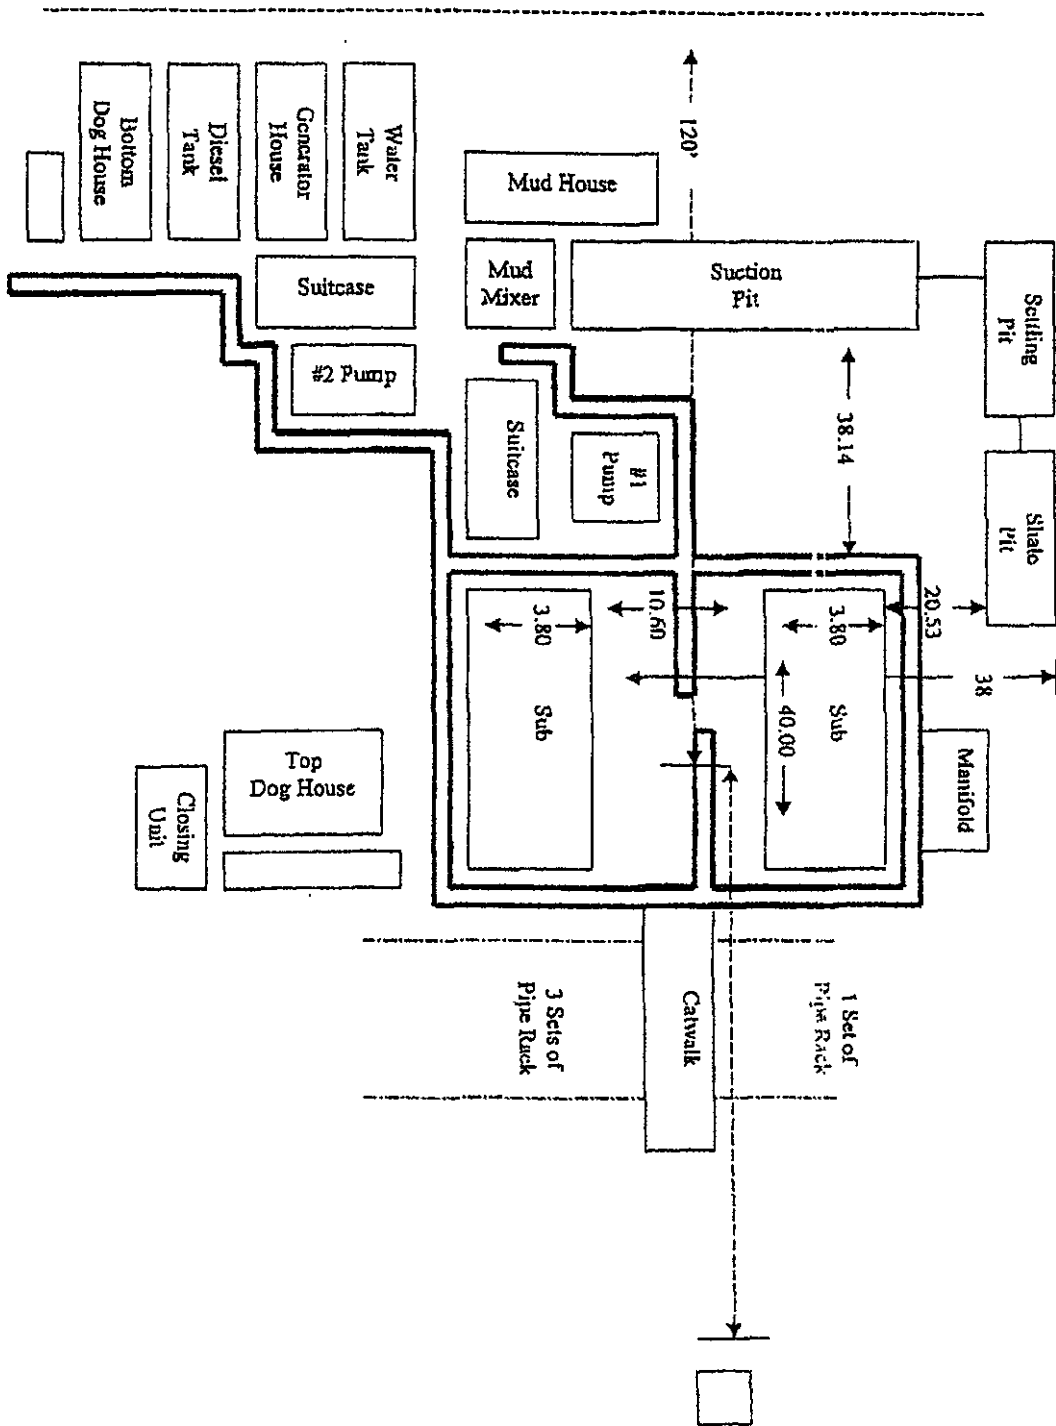 120'
Bottom
Dog House
Diesel
Tank
Generator
House
Water
Tank
Mud House
Suitcase
Mud
Mixer
Suction
Pit
Settling
Pit
#2 Pump
Suitcase
#1
Pump
38.14
Shale
Pit
3.80
Sub
10.60
3.80
40.00
Sub
20.53
38
Manifold
Top
Dog House
Closing
Unit
3 Sets of
Pipe Rack
Catwalk
1 Set of
Pipe Rack